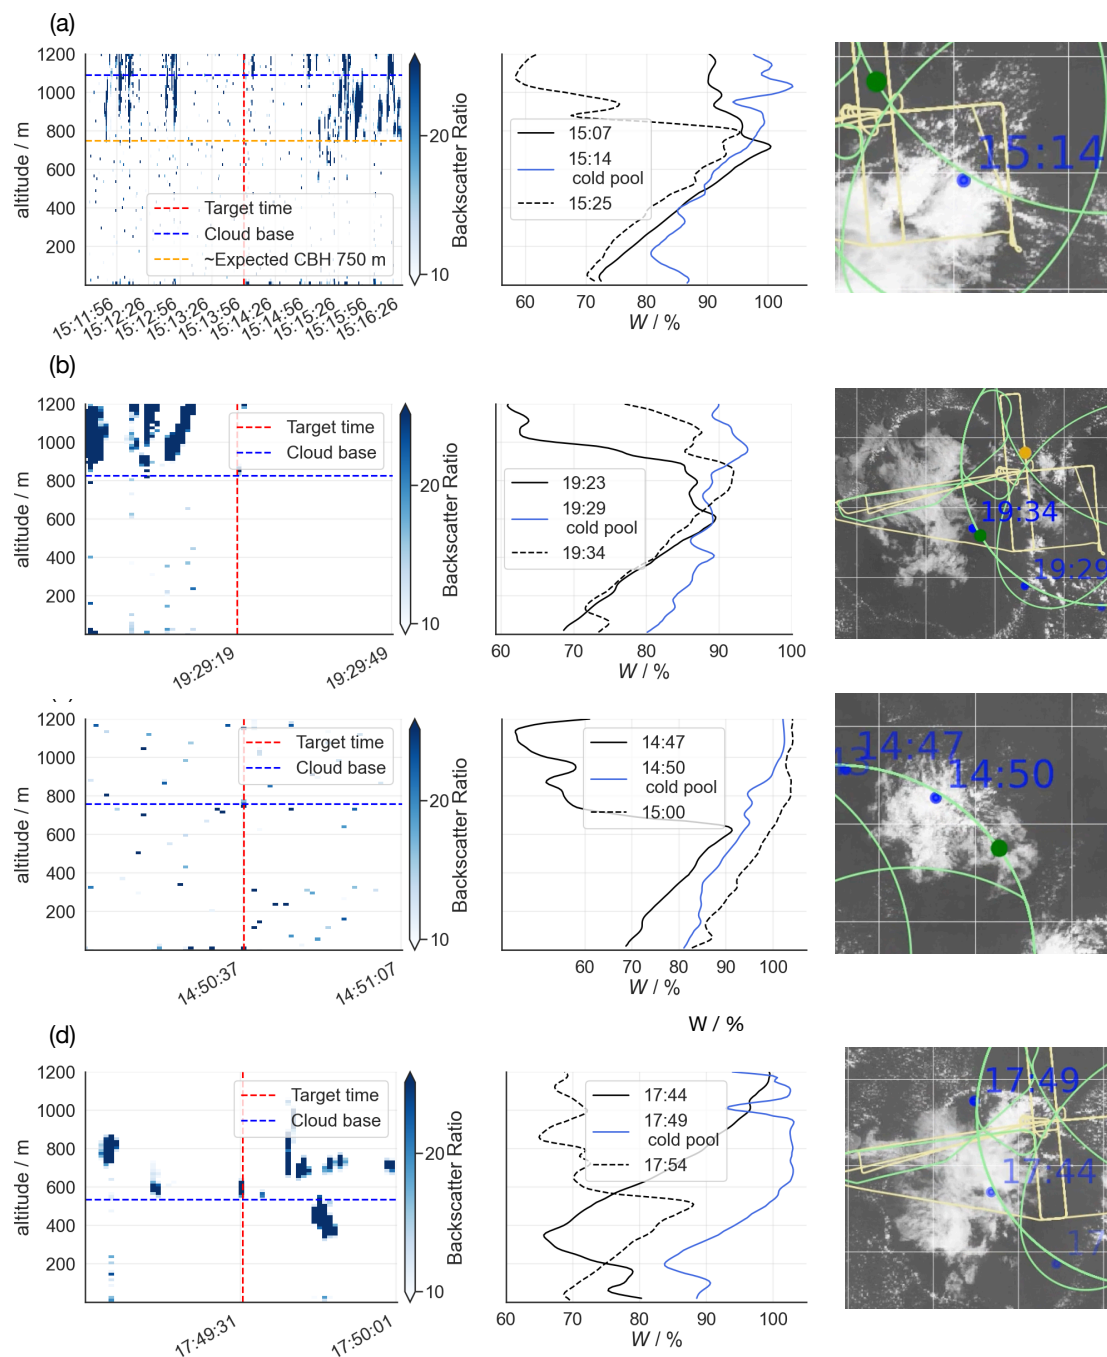 (a)
1200
1000
800
600
400
200
altitude / m
Target time
Cloud base
~Expected CBH 750 m
15:11:56
15:12:26
15:12:56
15:13:26
15:13:56
15:14:26
15:14:56
15:15:26
15:15:56
15:16:26
20
10
Backscatter Ratio
15:07
15:14
cold pool
15:25
60 70 80 90 100
W / %
15:14
(b)
1200
1000
800
600
400
200
altitude / m
Target time
Cloud base
19:29:19
19:29:49
20
10
Backscatter Ratio
19:23
19:29
cold pool
19:34
60 70 80 90 100
W / %
19:34
19:29
1200
1000
800
600
400
200
altitude / m
Target time
Cloud base
14:50:37
14:51:07
20
10
Backscatter Ratio
14:47
14:50
cold pool
15:00
60 70 80 90 100
W / %
14:47
14:50
W / %
(d)
1200
1000
800
600
400
200
altitude / m
Target time
Cloud base
17:49:31
17:50:01
20
10
Backscatter Ratio
17:44
17:49
cold pool
17:54
60 70 80 90 100
W / %
17:49
17:44
17